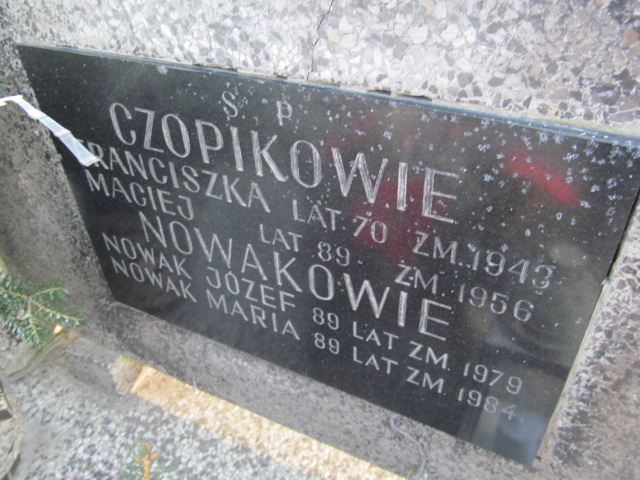 Ś P
CZOPIKOWIE
FRANCISZKA LAT 70 ZM. 1943
MACIEJ LAT 89 ZM. 1956
NOWAKOWIE
NOWAK JÓZEF 89 LAT ZM. 1979
NOWAK MARIA 89 LAT ZM. 1984